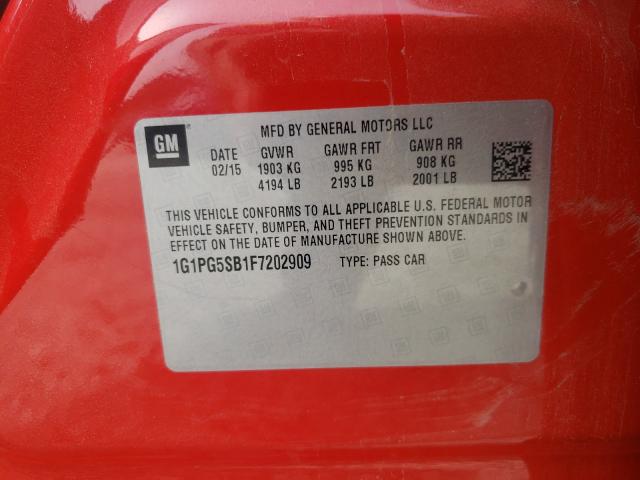 GM
MFD BY GENERAL MOTORS LLC
DATE GVWR GAWR FRT GAWR RR
02/15 1903 KG 995 KG 908 KG
4194 LB 2193 LB 2001 LB
THIS VEHICLE CONFORMS TO ALL APPLICABLE U.S. FEDERAL MOTOR
VEHICLE SAFETY, BUMPER, AND THEFT PREVENTION STANDARDS IN
EFFECT ON THE DATE OF MANUFACTURE SHOWN ABOVE.
1G1PG5SB1F7202909 TYPE: PASS CAR